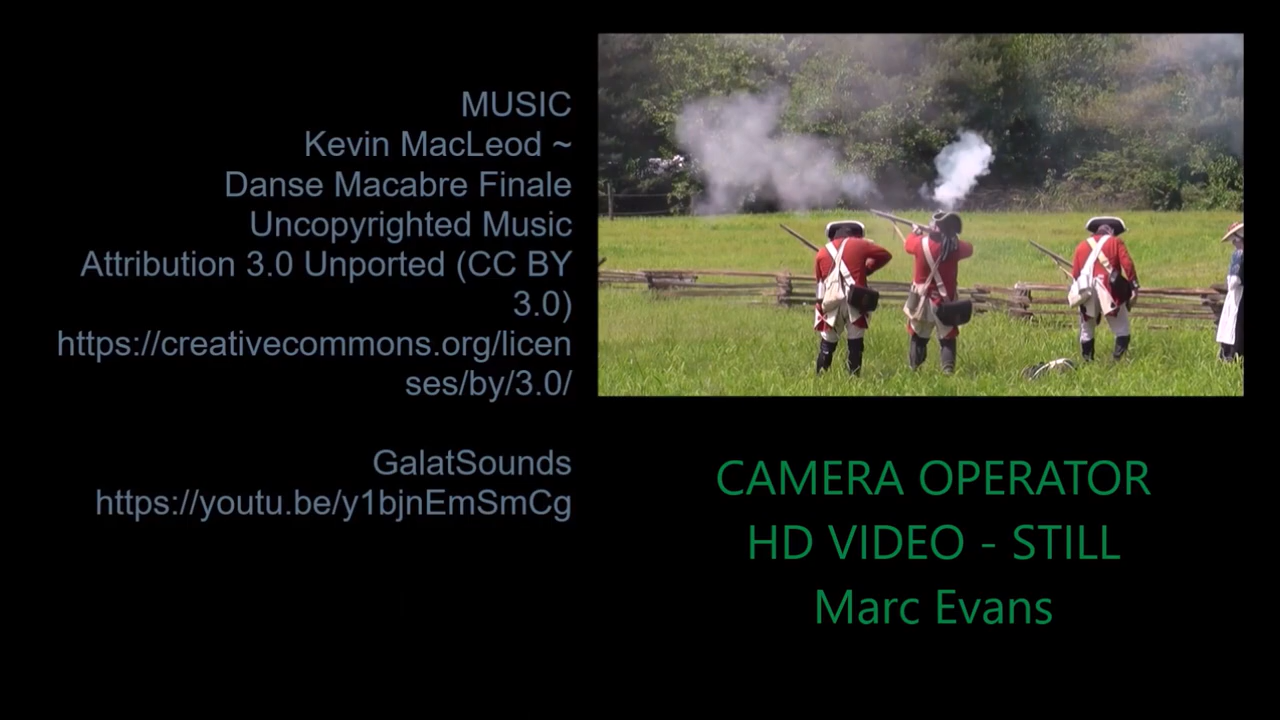 MUSIC
Kevin MacLeod ~
Danse Macabre Finale
Uncopyrighted Music
Attribution 3.0 Unported (CC BY
3.0)
https://creativecommons.org/licen
ses/by/3.0/
GalatSounds
https://youtu.be/y1bjnEmSmCg
CAMERA OPERATOR
HD VIDEO - STILL
Marc Evans